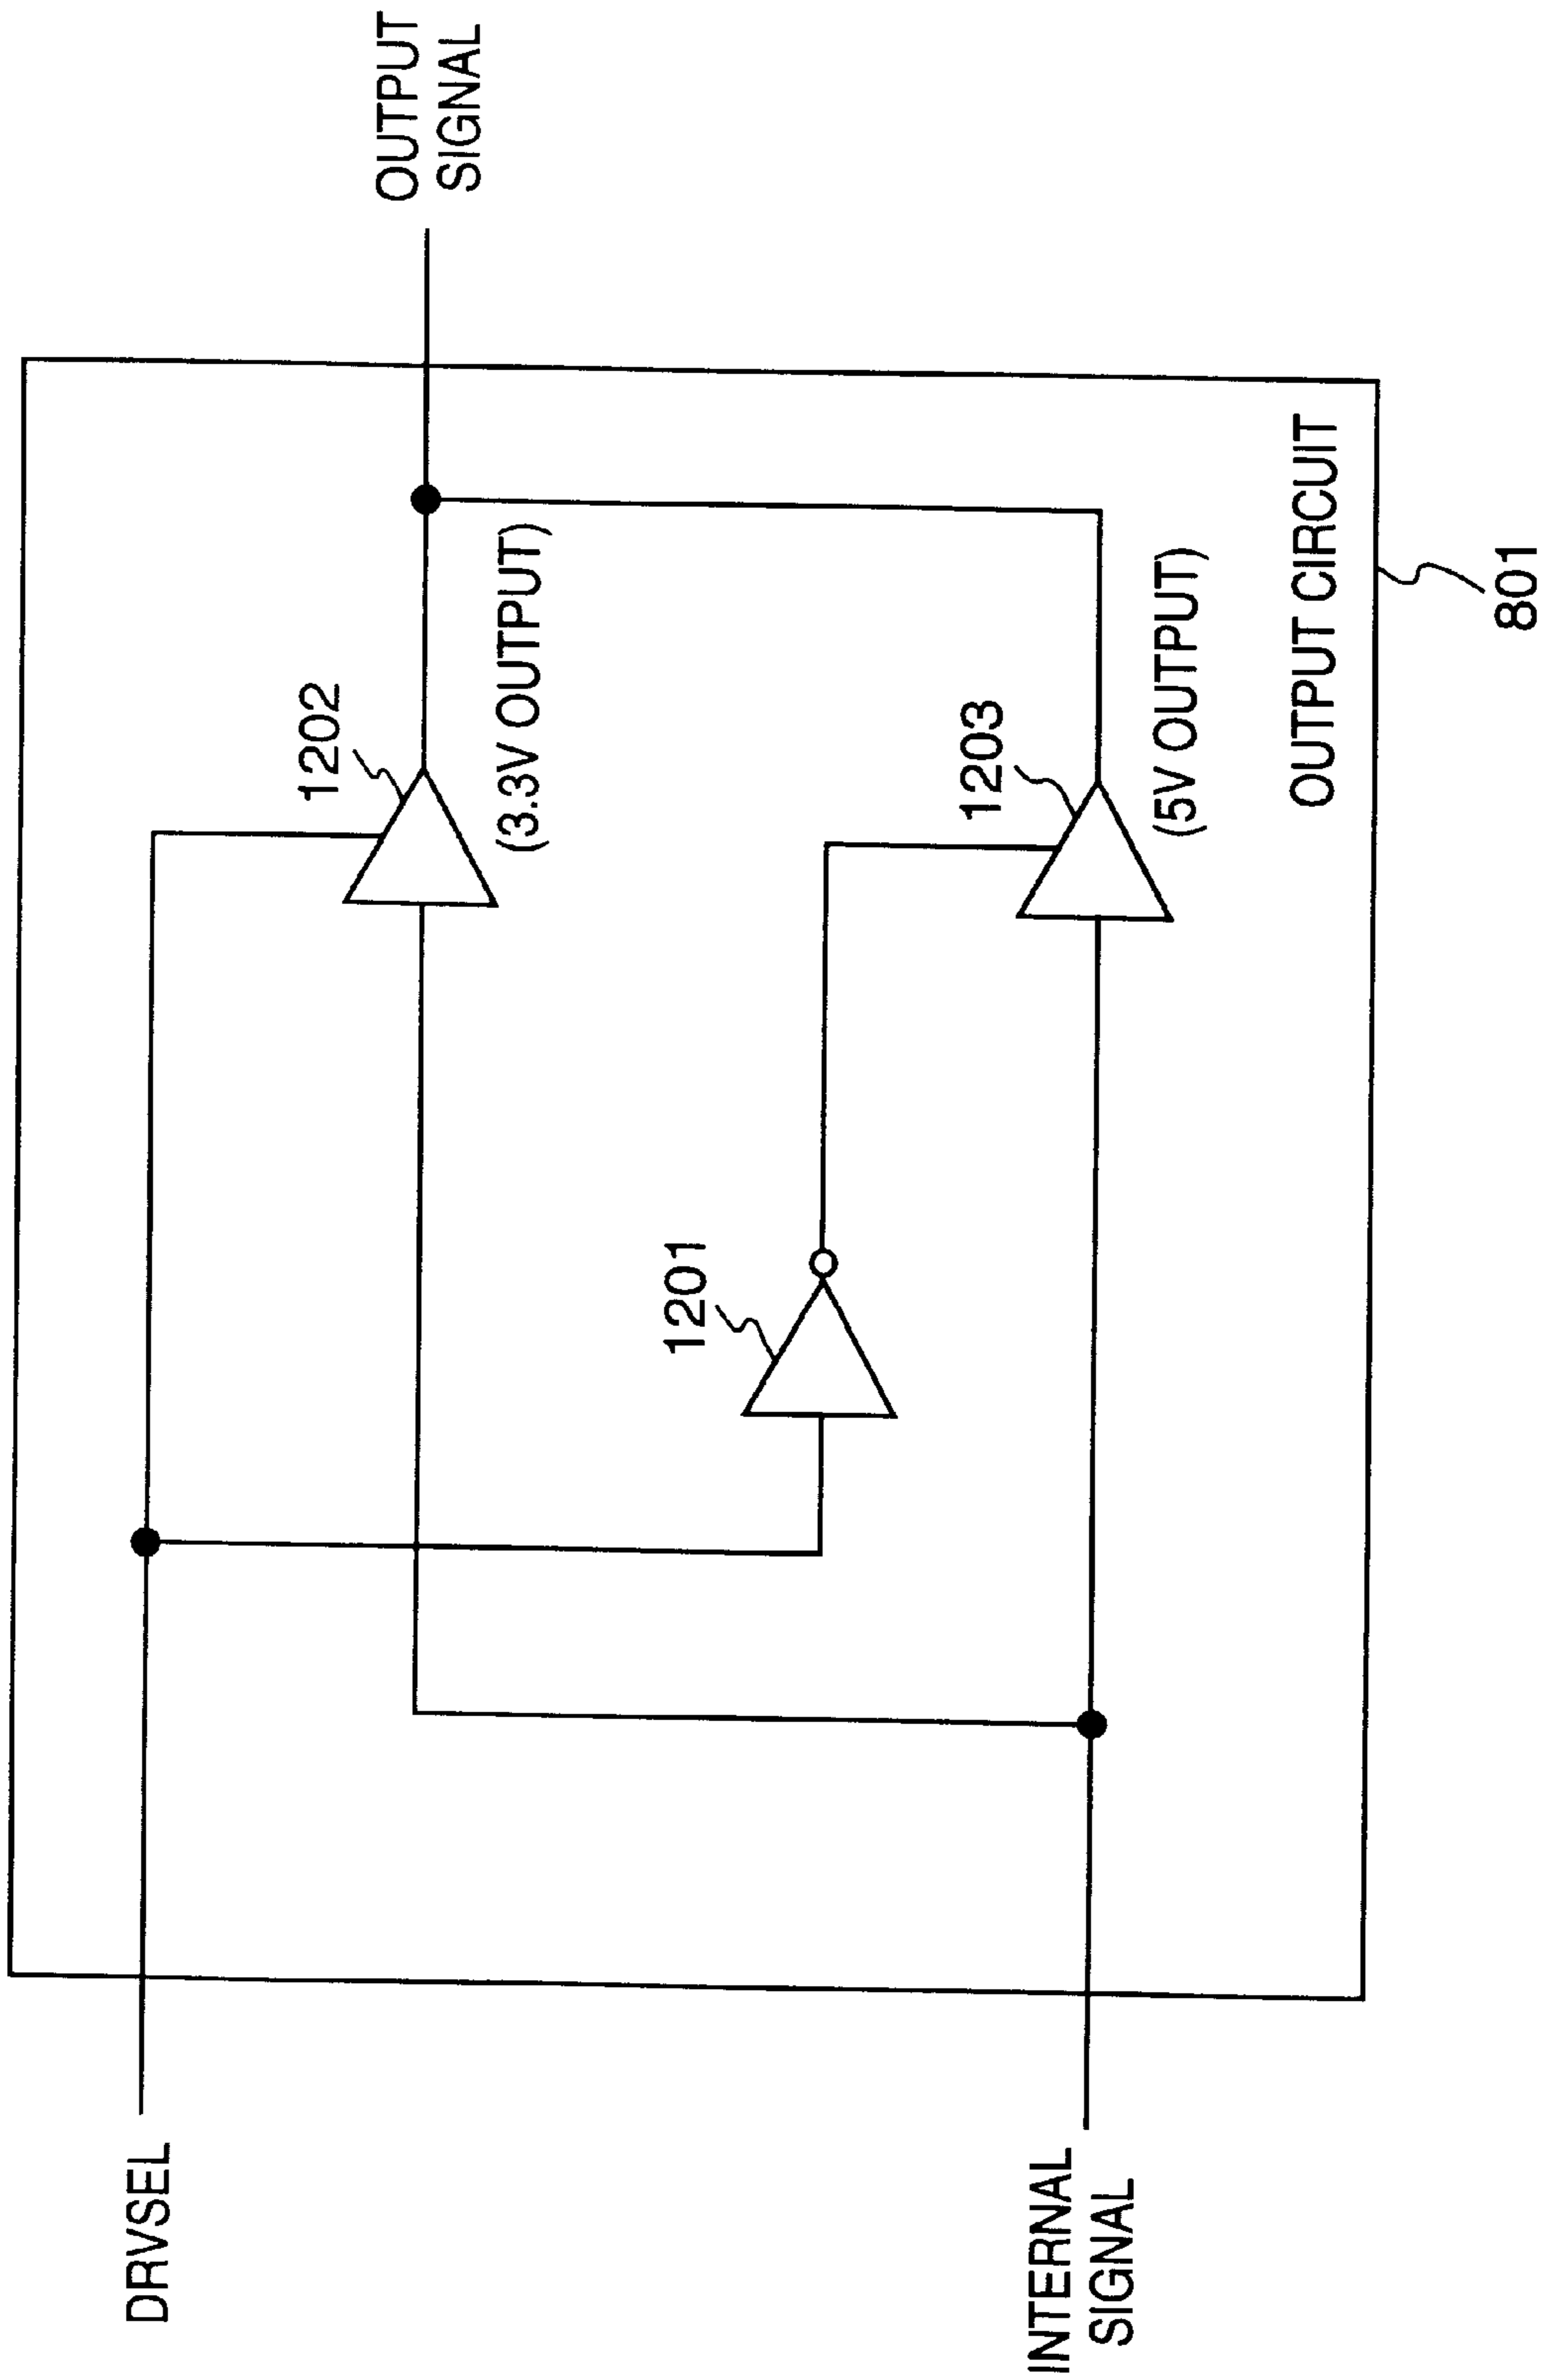 DRVSEL
INTERNAL
SIGNAL
1201
1202
(3.3V OUTPUT)
1203
(5V OUTPUT)
OUTPUT CIRCUIT
801
OUTPUT
SIGNAL